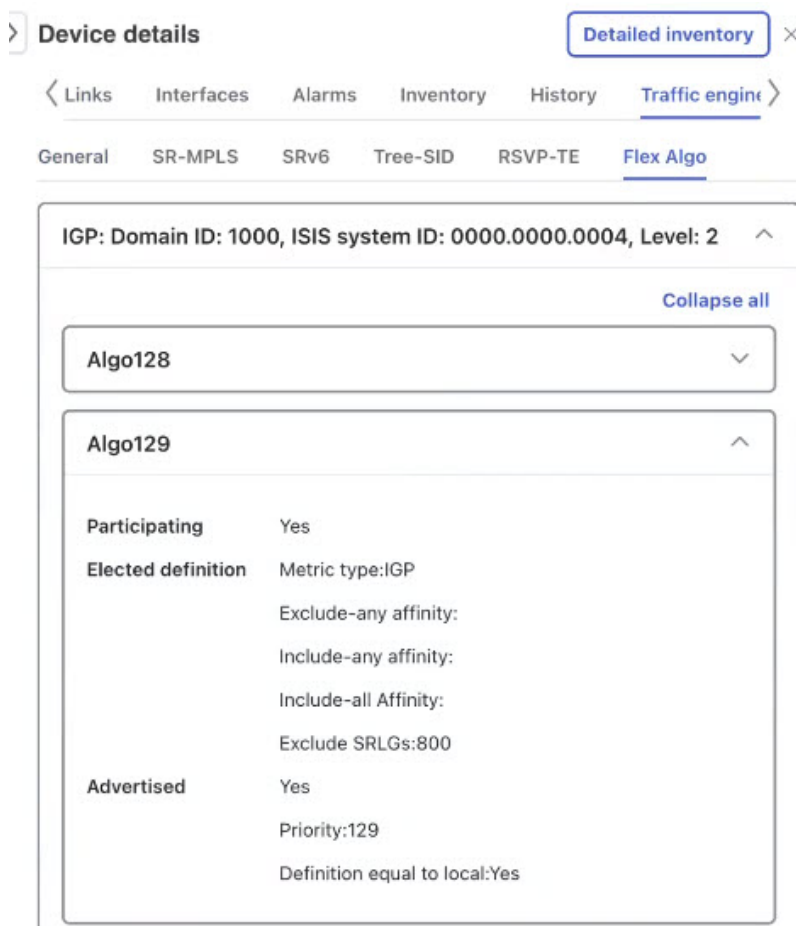 Device details
Detailed inventory
Links Interfaces Alarms Inventory History Traffic engine
General SR-MPLS SRv6 Tree-SID RSVP-TE Flex Algo
IGP: Domain ID: 1000, ISIS system ID: 0000.0000.0004, Level: 2
Collapse all
Algo128
Algo129
Participating Yes
Elected definition Metric type:IGP
Exclude-any affinity:
Include-any affinity:
Include-all Affinity:
Exclude SRLGs:800
Advertised Yes
Priority:129
Definition equal to local:Yes